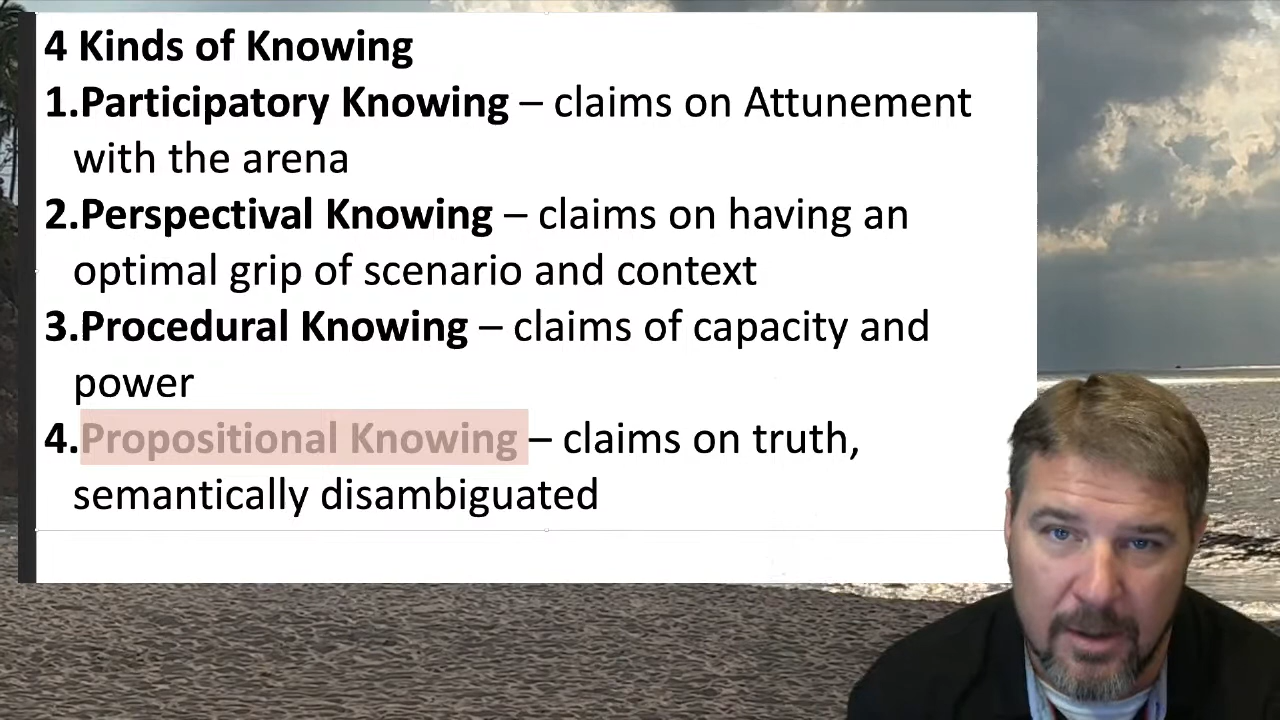 4 Kinds of Knowing
1.Participatory Knowing – claims on Attunement
with the arena
2.Perspectival Knowing – claims on having an
optimal grip of scenario and context
3.Procedural Knowing – claims of capacity and
power
4.Propositional Knowing – claims on truth,
semantically disambiguated